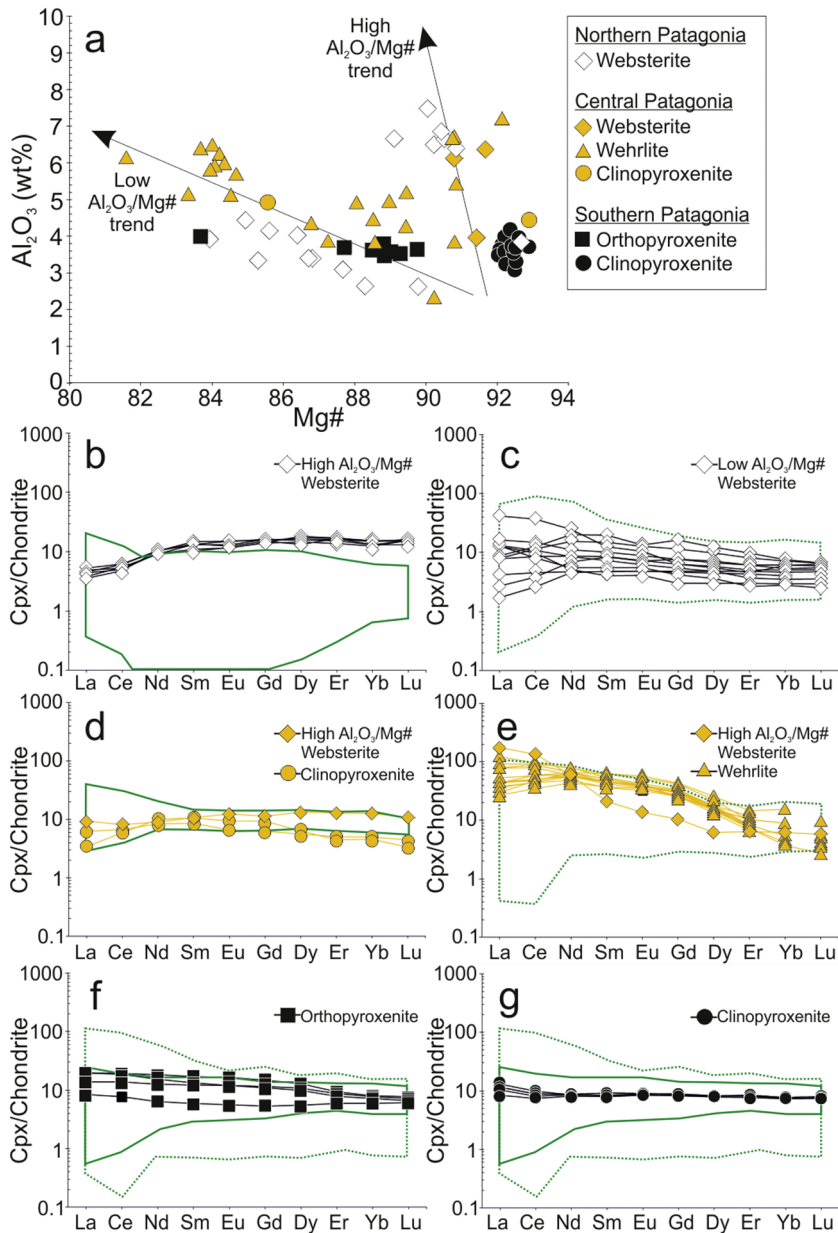 a
10
9
8
7
6
5
4
3
2
1
0
Al₂O₃ (wt%)
80
82
84
86
88
90
92
94
Mg#
High
Al₂O₃/Mg#
trend
Low
Al₂O₃/Mg#
trend
Northern Patagonia
Websterite
Central Patagonia
Websterite
Wehrlite
Clinopyroxenite
Southern Patagonia
Orthopyroxenite
Clinopyroxenite
b
High Al₂O₃/Mg#
Websterite
1000
100
10
1
0.1
Cpx/Chondrite
La Ce Nd Sm Eu Gd Dy Er Yb Lu
c
Low Al₂O₃/Mg#
Websterite
1000
100
10
1
0.1
Cpx/Chondrite
La Ce Nd Sm Eu Gd Dy Er Yb Lu
d
High Al₂O₃/Mg#
Websterite
Clinopyroxenite
1000
100
10
1
0.1
Cpx/Chondrite
La Ce Nd Sm Eu Gd Dy Er Yb Lu
e
High Al₂O₃/Mg#
Websterite
Wehrlite
1000
100
10
1
0.1
Cpx/Chondrite
La Ce Nd Sm Eu Gd Dy Er Yb Lu
f
Orthopyroxenite
1000
100
10
1
0.1
Cpx/Chondrite
La Ce Nd Sm Eu Gd Dy Er Yb Lu
g
Clinopyroxenite
1000
100
10
1
0.1
Cpx/Chondrite
La Ce Nd Sm Eu Gd Dy Er Yb Lu